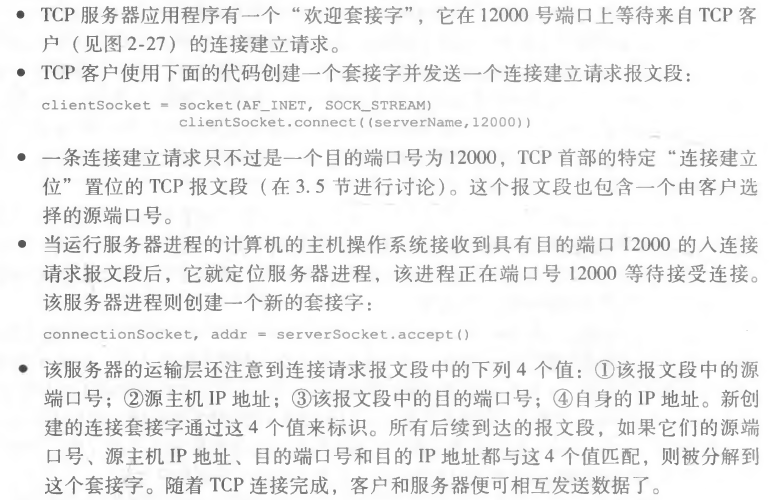 • TCP 服务器应用程序有一个“欢迎套接字”，它在12000 号端口上等待来自 TCP 客
户（见图2-27）的连接建立请求。
• TCP 客户使用下面的代码创建一个套接字并发送一个连接建立请求报文段：
clientSocket = socket(AF_INET, SOCK_STREAM)
clientSocket.connect((serverName,12000))
• 一条连接建立请求只不过是一个目的端口号为12000，TCP 首部的特定“连接建立
位”置位的 TCP 报文段（在 3.5 节进行讨论）。这个报文段也包含一个由客户选
择的源端口号。
• 当运行服务器进程的计算机的主机操作系统接收到具有目的端口 12000 的入连接
请求报文段后，它就定位服务器进程，该进程正在端口号 12000 等待接受连接。
该服务器进程则创建一个新的套接字：
connectionSocket, addr = serverSocket.accept()
• 该服务器的运输层还注意到连接请求报文段中的下列 4 个值：①该报文段中的源
端口号；②源主机 IP 地址；③该报文段中的目的端口号；④自身的 IP 地址。新创
建的连接套接字通过这 4 个值来标识。所有后续到达的报文段，如果它们的源端
口号、源主机 IP 地址、目的端口号和目的 IP 地址都与这 4 个值匹配，则被分解到
这个套接字。随着 TCP 连接完成，客户和服务器便可相互发送数据了。